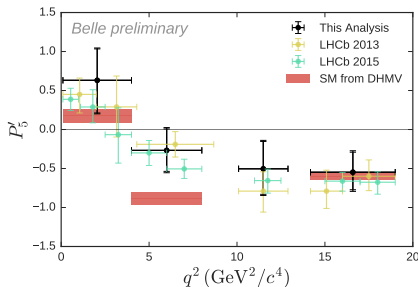 1.5
1.0
0.5
0.0
−0.5
−1.0
−1.5
P′5
Belle preliminary
This Analysis
LHCb 2013
LHCb 2015
SM from DHMV
0 5 10 15 20
q² (GeV²/c⁴)